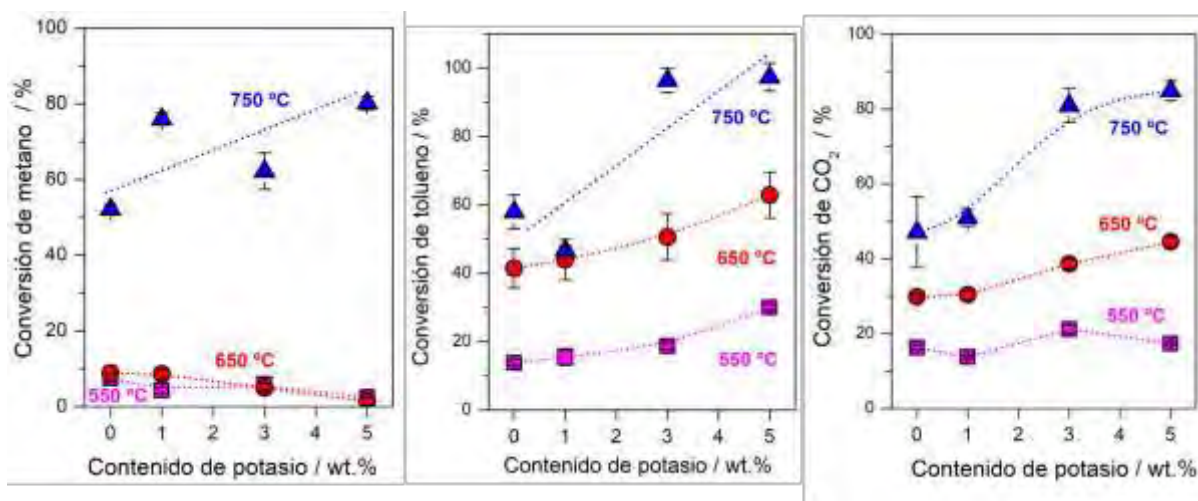 Conversión de metano / %
100
80
60
40
20
0
750 ºC
650 ºC
550 ºC
0 1 2 3 4 5
Contenido de potasio / wt.%
Conversión de tolueno / %
100
80
60
40
20
0
750 ºC
650 ºC
550 ºC
0 1 2 3 4 5
Contenido de potasio / wt.%
Conversión de CO2 / %
100
80
60
40
20
0
750 ºC
650 ºC
550 ºC
0 1 2 3 4 5
Contenido de potasio / wt.%